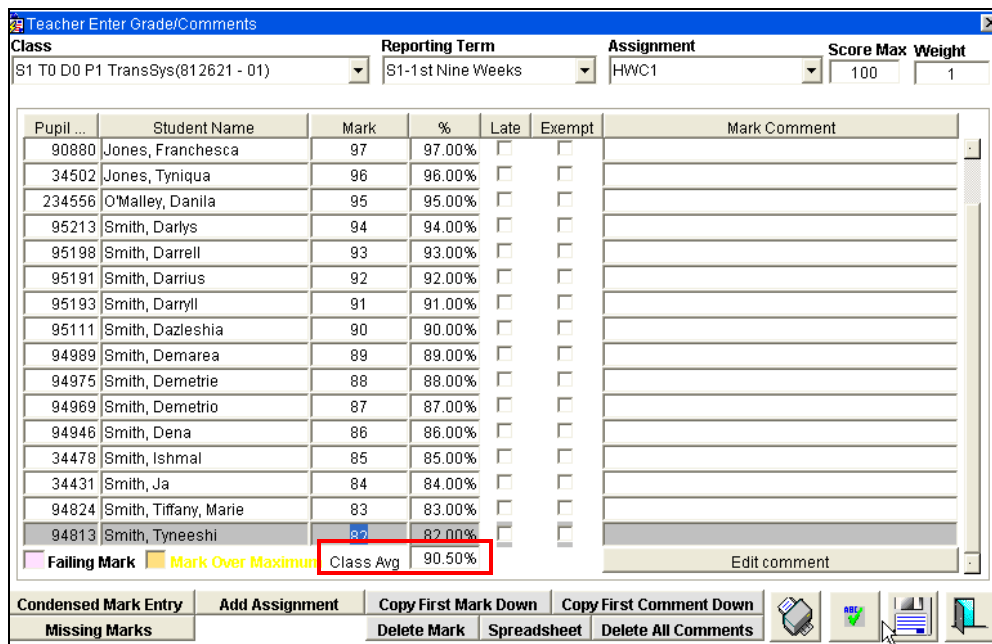 Teacher Enter Grade/Comments
Class Reporting Term Assignment Score Max Weight
S1 T0 D0 P1 TransSys(812621 - 01) S1-1st Nine Weeks HWC1 100 1
Pupil ... Student Name Mark % Late Exempt Mark Comment
90880 Jones, Franchesca 97 97.00%
34502 Jones, Tyniqua 96 96.00%
234556 O'Malley, Danila 95 95.00%
95213 Smith, Darlys 94 94.00%
95198 Smith, Darrell 93 93.00%
95191 Smith, Darrius 92 92.00%
95193 Smith, Darryll 91 91.00%
95111 Smith, Dazleshia 90 90.00%
94989 Smith, Demarea 89 89.00%
94975 Smith, Demetrie 88 88.00%
94969 Smith, Demetrio 87 87.00%
94946 Smith, Dena 86 86.00%
34478 Smith, Ishmal 85 85.00%
34431 Smith, Ja 84 84.00%
94824 Smith, Tiffany, Marie 83 83.00%
94813 Smith, Tyneeshi 82 82.00%
Failing Mark Mark Over Maximum Class Avg 90.50% Edit comment
Condensed Mark Entry Add Assignment Copy First Mark Down Copy First Comment Down ABC
Missing Marks Delete Mark Spreadsheet Delete All Comments